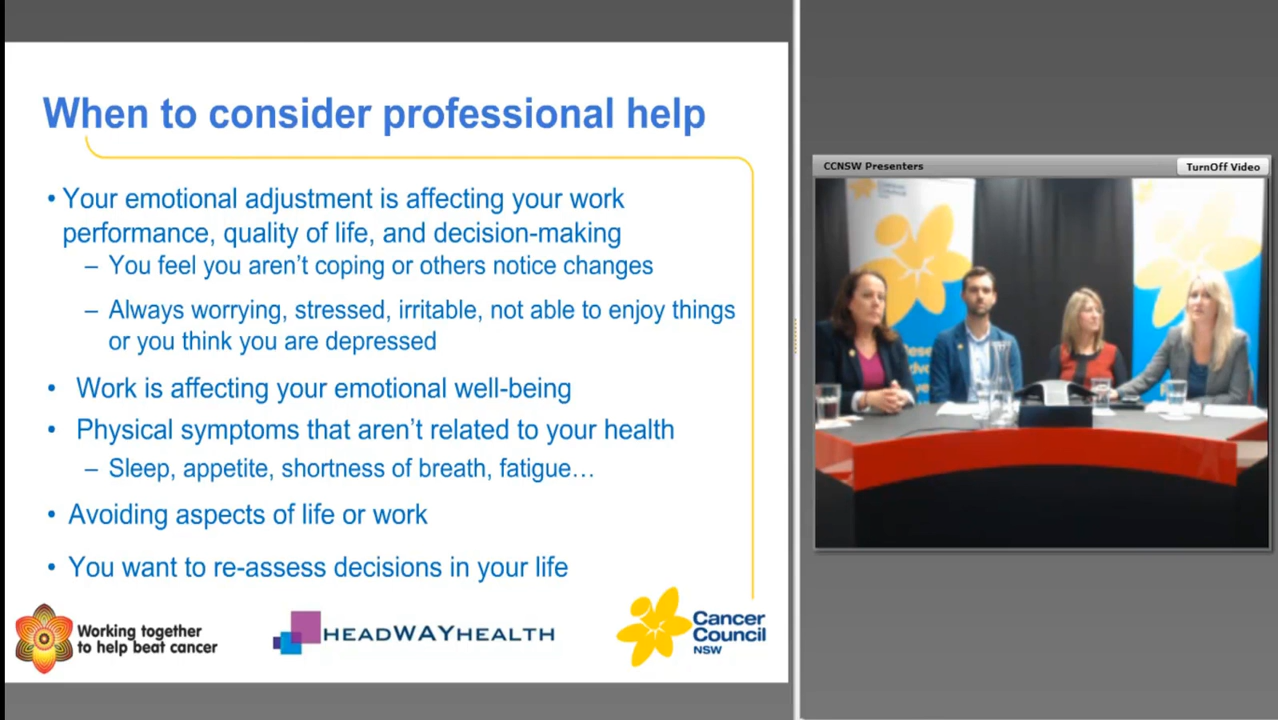 When to consider professional help
• Your emotional adjustment is affecting your work
performance, quality of life, and decision-making
– You feel you aren't coping or others notice changes
– Always worrying, stressed, irritable, not able to enjoy things
or you think you are depressed
• Work is affecting your emotional well-being
• Physical symptoms that aren't related to your health
– Sleep, appetite, shortness of breath, fatigue…
• Avoiding aspects of life or work
• You want to re-assess decisions in your life
Working together
to help beat cancer
HEADWAYHEALTH
Cancer
Council
NSW
CCNSW Presenters
TurnOff Video
Cancer
Council